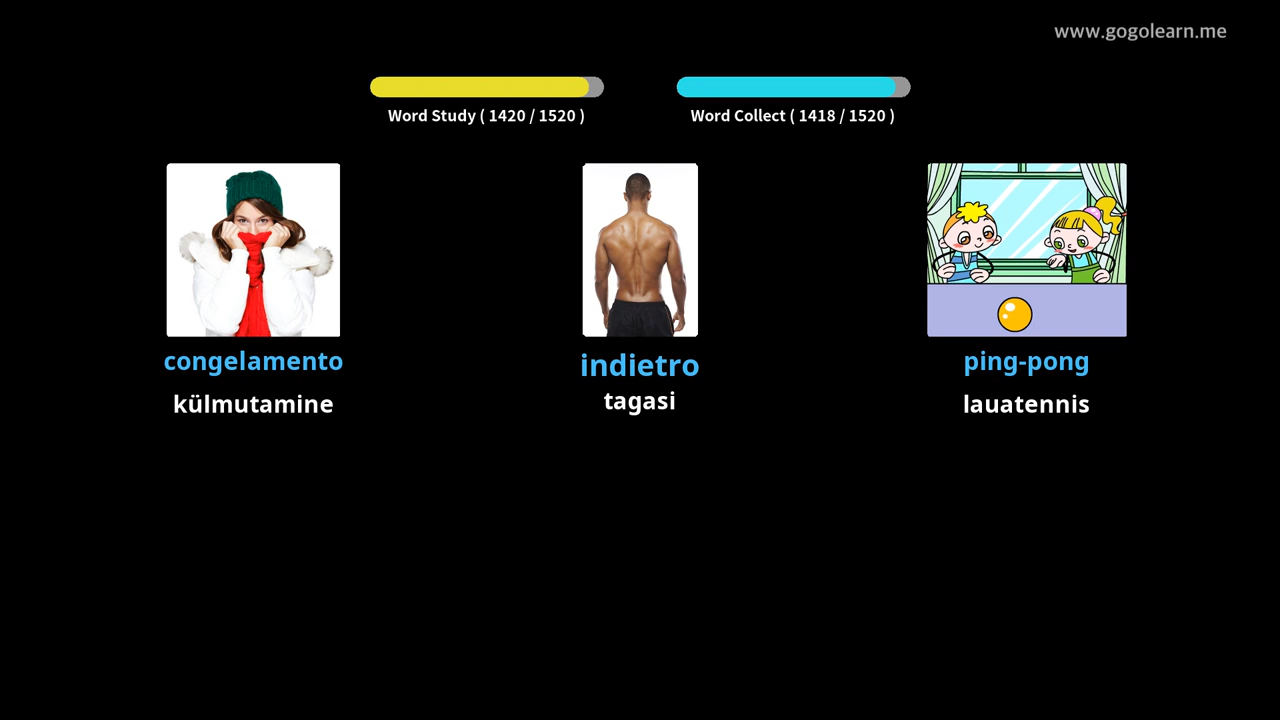 www.gogolearn.me
Word Study ( 1420 / 1520 )
Word Collect ( 1418 / 1520 )
congelamento
külmutamine
indietro
tagasi
ping-pong
lauatennis